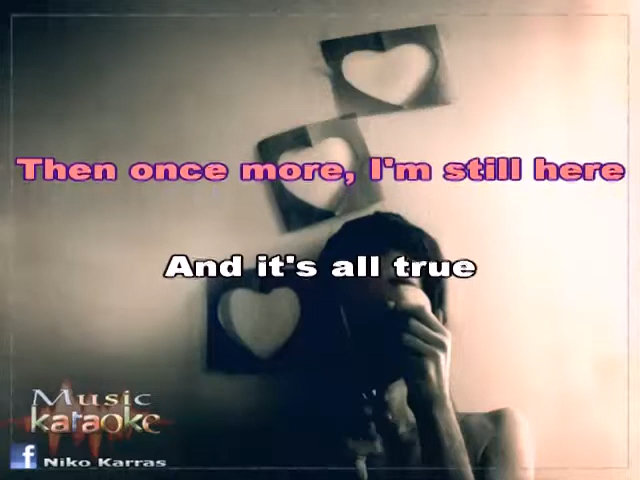 Then once more, I'm still here
And it's all true
Music
karaoke
f Niko Karras